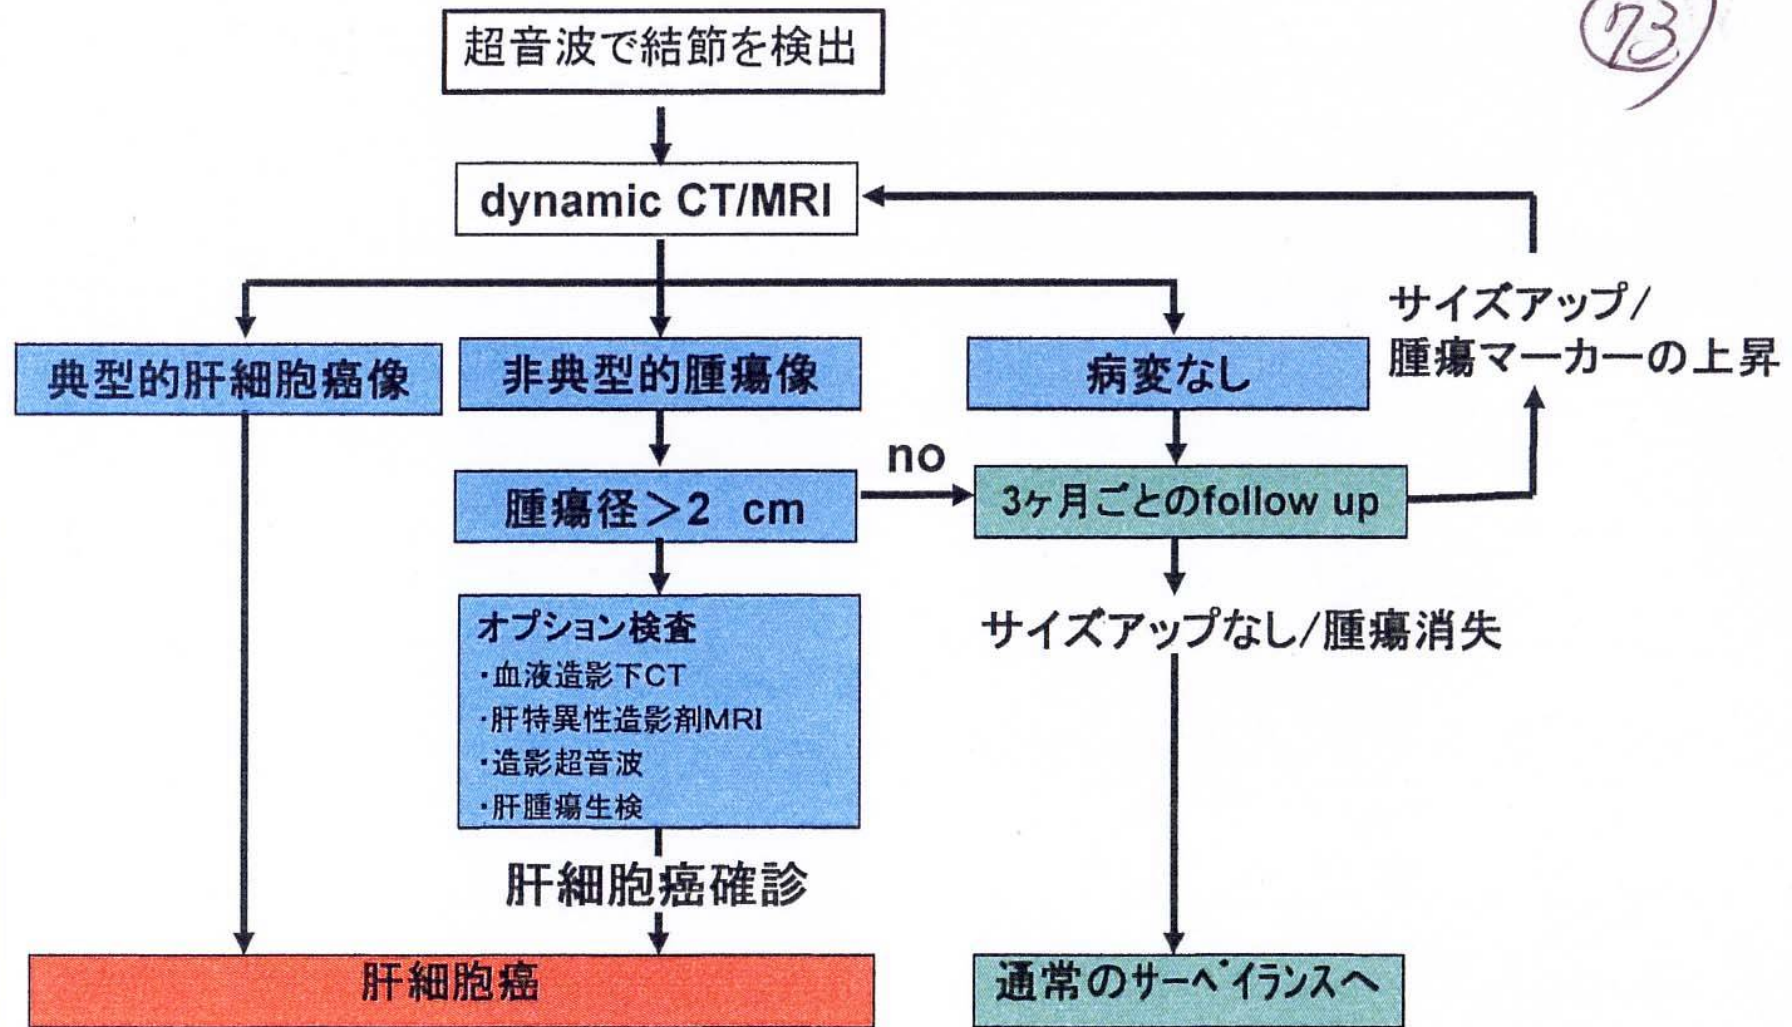 73
超音波で結節を検出
dynamic CT/MRI
サイズアップ/
腫瘍マーカーの上昇
典型的肝細胞癌像
非典型的腫瘍像
病変なし
no
腫瘍径＞2 cm
3ヶ月ごとのfollow up
オプション検査
・血液造影下CT
・肝特異性造影剤MRI
・造影超音波
・肝腫瘍生検
サイズアップなし/腫瘍消失
肝細胞癌確診
肝細胞癌
通常のサーベイランスへ